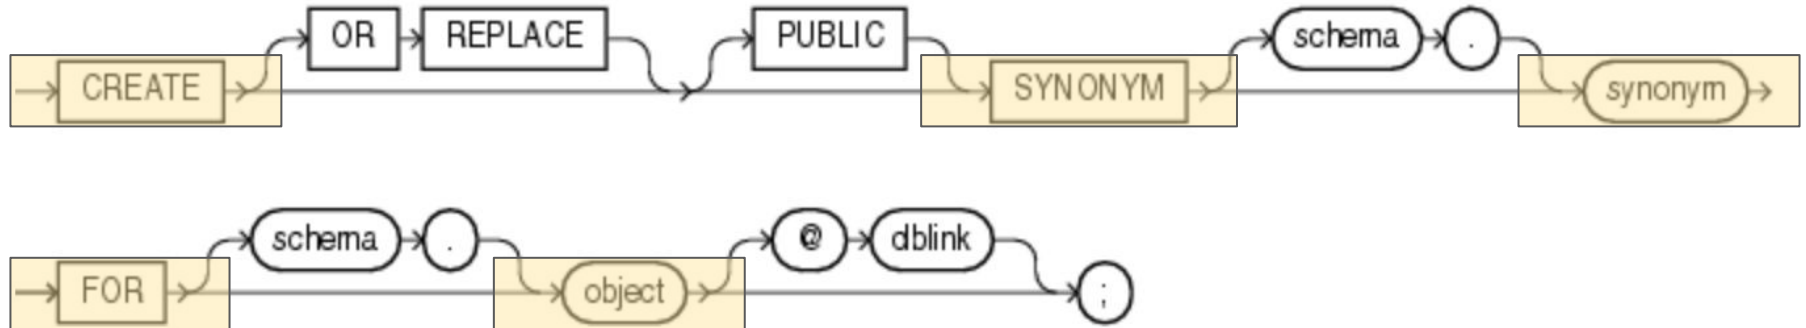 CREATE OR REPLACE PUBLIC SYNONYM schema . synonym
FOR schema . object @ dblink ;